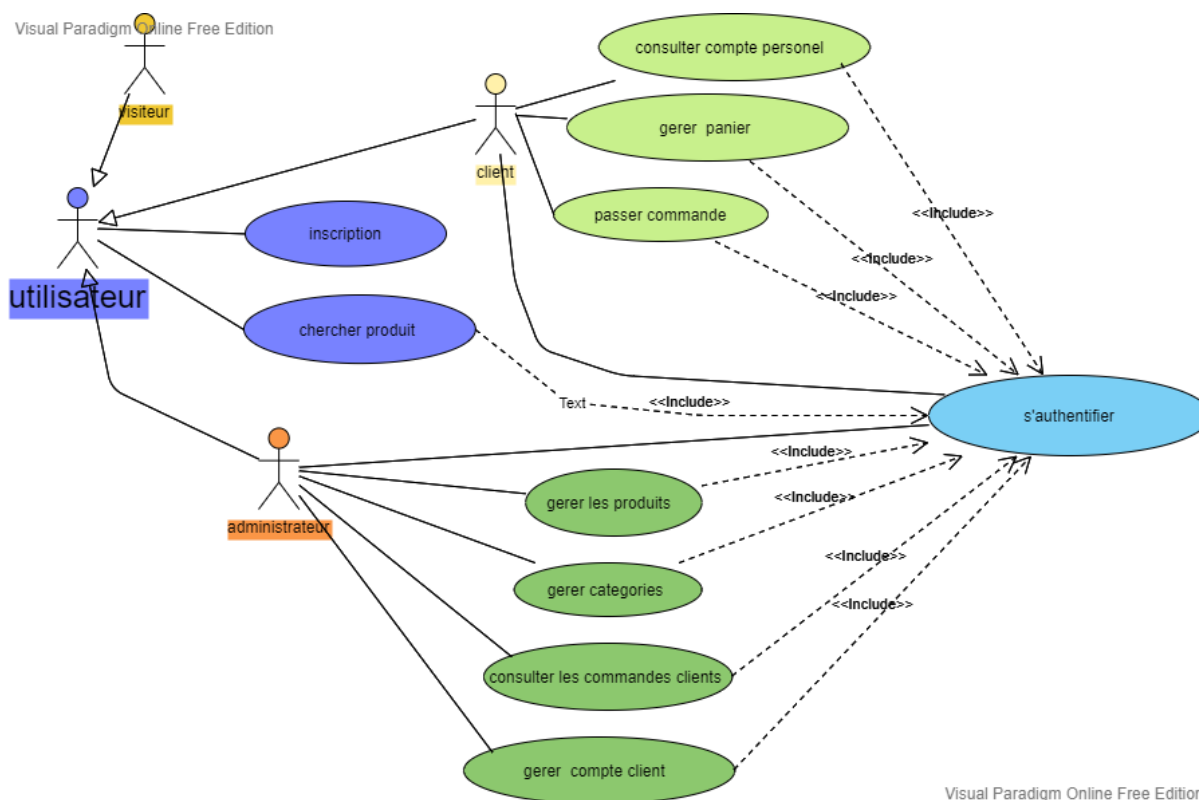 Visual Paradigm Online Free Edition
consulter compte personel
visiteur
gerer panier
client
passer commande
<<Include>>
inscription
<<Include>>
utilisateur
<<Include>>
chercher produit
Text
<<Include>>
s'authentifier
<<Include>>
gerer les produits
<<Include>>
administrateur
<<Include>>
gerer categories
<<Include>>
consulter les commandes clients
gerer compte client
Visual Paradigm Online Free Edition